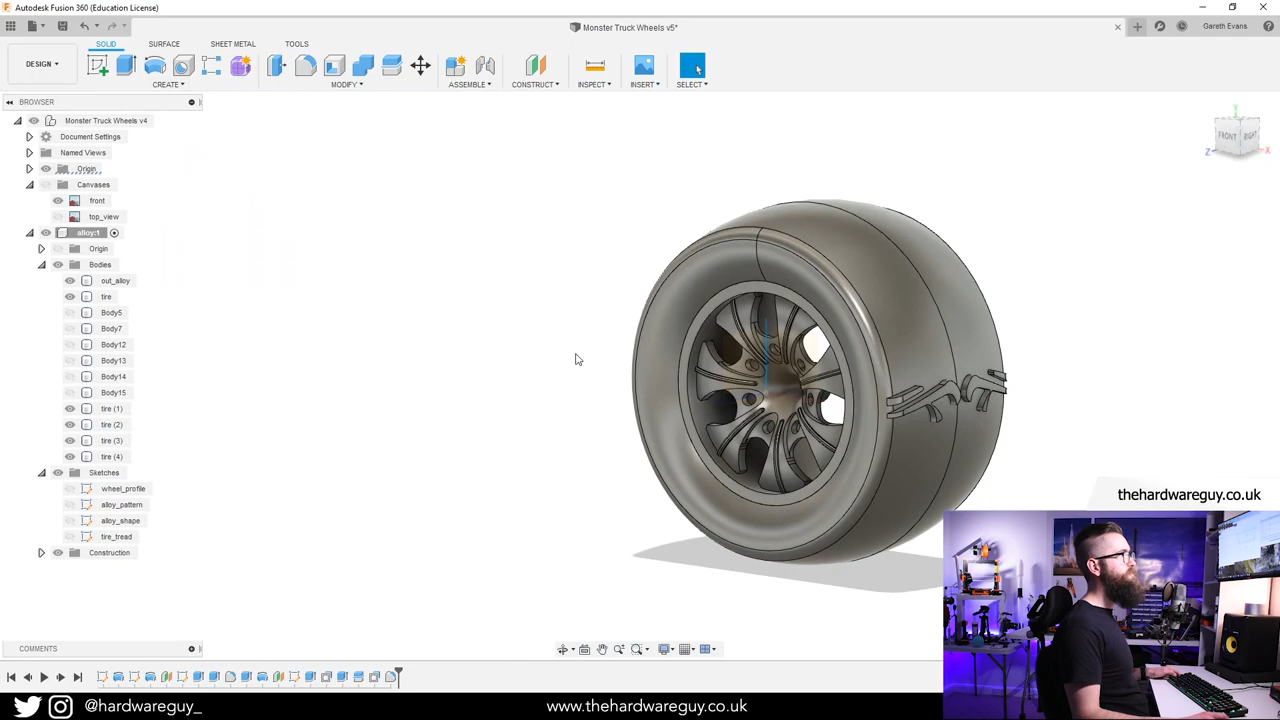 Autodesk Fusion 360 (Education License)
Monster Truck Wheels v5*
Gareth Evans
DESIGN
SOLID
SURFACE
SHEET METAL
TOOLS
CREATE
MODIFY
ASSEMBLE
CONSTRUCT
INSPECT
INSERT
SELECT
BROWSER
Monster Truck Wheels v4
Document Settings
Named Views
Origin
Canvases
front
top_view
alloy:1
Origin
Bodies
out_alloy
tire
Body5
Body7
Body12
Body13
Body14
Body15
tire (1)
tire (2)
tire (3)
tire (4)
Sketches
wheel_profile
alloy_pattern
alloy_shape
tire_tread
Construction
FRONT
RIGHT
Y
Z
X
thehardwareguy.co.uk
COMMENTS
@hardwareguy_
www.thehardwareguy.co.uk